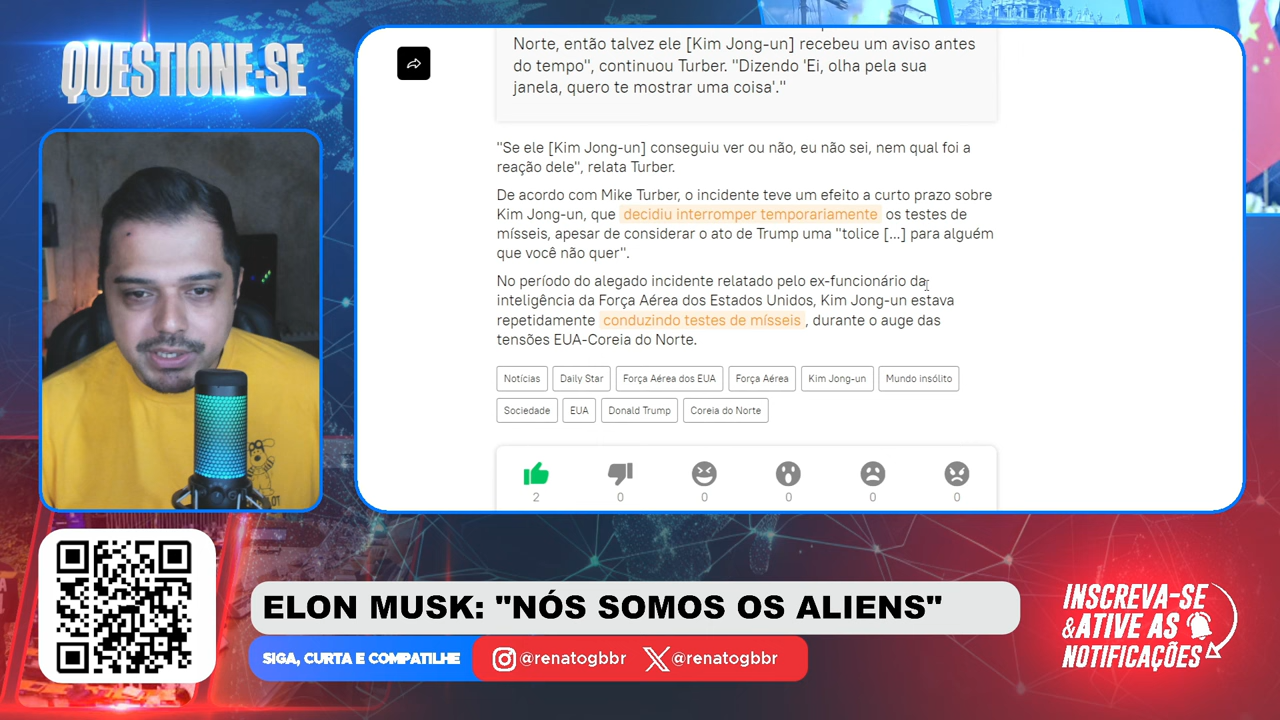 QUESTIONE-SE
Norte, então talvez ele [Kim Jong-un] recebeu um aviso antes
do tempo", continuou Turber. "Dizendo 'Ei, olha pela sua
janela, quero te mostrar uma coisa'."
"Se ele [Kim Jong-un] conseguiu ver ou não, eu não sei, nem qual foi a
reação dele", relata Turber.
De acordo com Mike Turber, o incidente teve um efeito a curto prazo sobre
Kim Jong-un, que decidiu interromper temporariamente os testes de
mísseis, apesar de considerar o ato de Trump uma "tolice [...] para alguém
que você não quer".
No período do alegado incidente relatado pelo ex-funcionário da
inteligência da Força Aérea dos Estados Unidos, Kim Jong-un estava
repetidamente conduzindo testes de mísseis , durante o auge das
tensões EUA-Coreia do Norte.
Notícias Daily Star Força Aérea dos EUA Força Aérea Kim Jong-un Mundo insólito
Sociedade EUA Donald Trump Coreia do Norte
2 0 0 0 0 0
ELON MUSK: "NÓS SOMOS OS ALIENS"
SIGA, CURTA E COMPATILHE @renatogbbr @renatogbbr
INSCREVA-SE
&ATIVE AS
NOTIFICAÇÕES